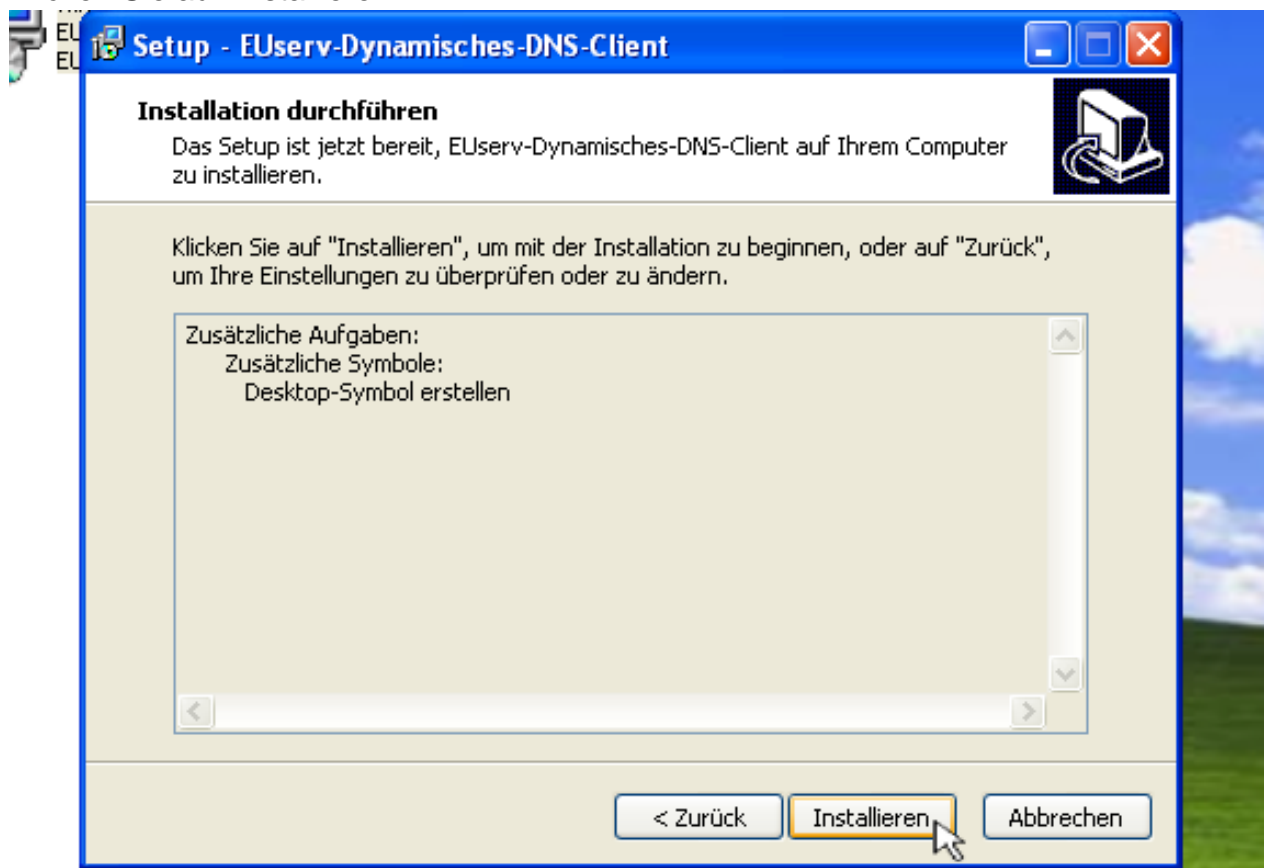 EU
EU
Setup - EUserv-Dynamisches-DNS-Client
Installation durchführen
Das Setup ist jetzt bereit, EUserv-Dynamisches-DNS-Client auf Ihrem Computer
zu installieren.
Klicken Sie auf "Installieren", um mit der Installation zu beginnen, oder auf "Zurück",
um Ihre Einstellungen zu überprüfen oder zu ändern.
Zusätzliche Aufgaben:
Zusätzliche Symbole:
Desktop-Symbol erstellen
< Zurück Installieren Abbrechen